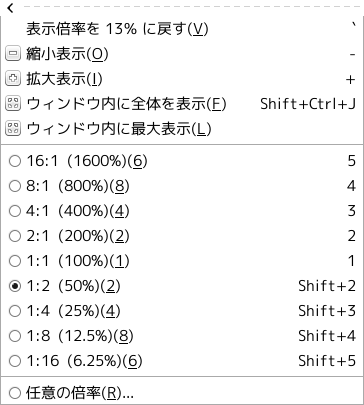 表示倍率を 13% に戻す(V) `
縮小表示(O) -
拡大表示(I) +
ウィンドウ内に全体を表示(F) Shift+Ctrl+J
ウィンドウ内に最大表示(L)
16:1 (1600%)(6) 5
8:1 (800%)(8) 4
4:1 (400%)(4) 3
2:1 (200%)(2) 2
1:1 (100%)(1) 1
1:2 (50%)(2) Shift+2
1:4 (25%)(4) Shift+3
1:8 (12.5%)(8) Shift+4
1:16 (6.25%)(6) Shift+5
任意の倍率(R)...